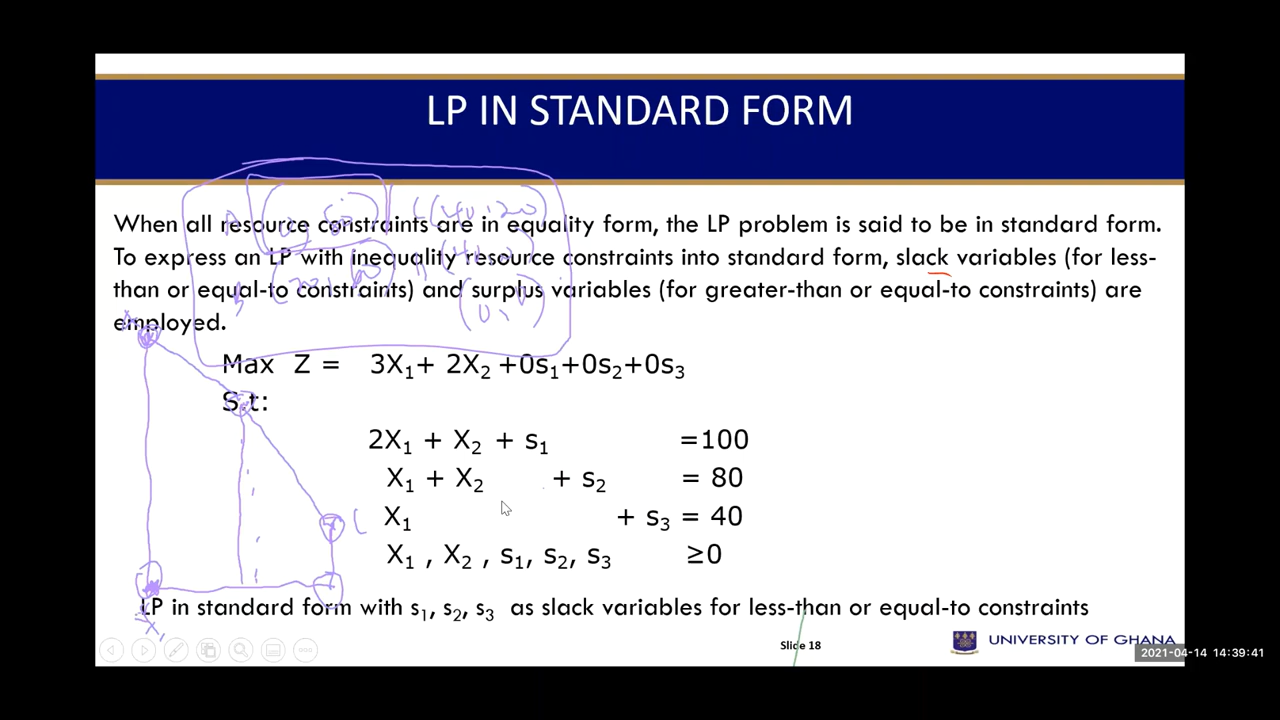 LP IN STANDARD FORM
When all resource constraints are in equality form, the LP problem is said to be in standard form.
To express an LP with inequality resource constraints into standard form, slack variables (for less-
than or equal-to constraints) and surplus variables (for greater-than or equal-to constraints) are
employed.
A C (40, 20)
B
(0, 0)
A
Max Z = 3X₁+ 2X₂ +0s₁+0s₂+0s₃
S.t:
2X₁ + X₂ + s₁ =100
X₁ + X₂ + s₂ = 80
X₁ + s₃ = 40
C
X₁ , X₂ , s₁, s₂, s₃ ≥0
LP in standard form with s₁, s₂, s₃ as slack variables for less-than or equal-to constraints
X₁
Slide 18
UNIVERSITY OF GHANA
2021-04-14 14:39:41